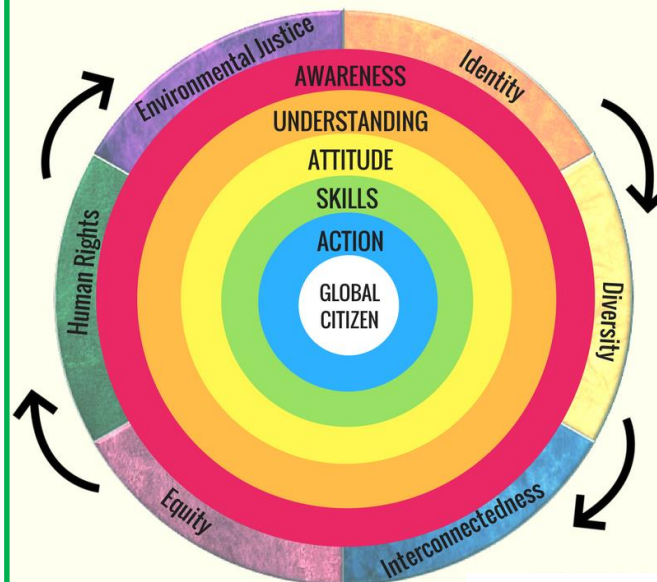 Environmental Justice
Identity
Diversity
Interconnectedness
Equity
Human Rights
AWARENESS
UNDERSTANDING
ATTITUDE
SKILLS
ACTION
GLOBAL
CITIZEN